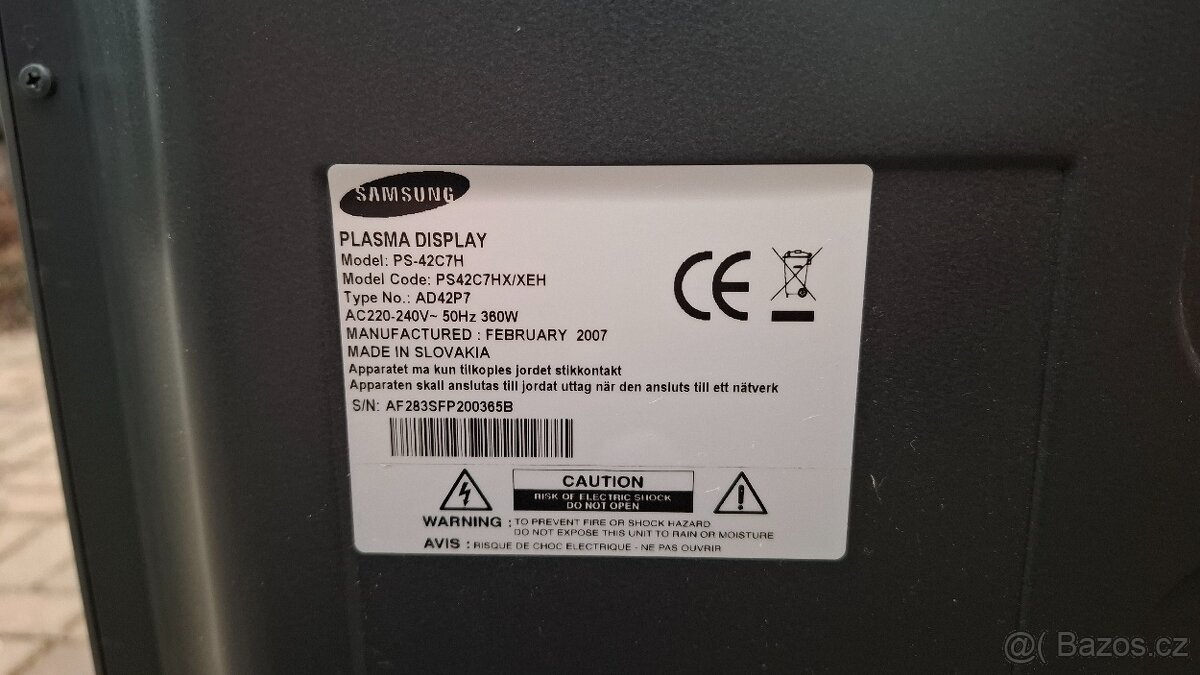 SAMSUNG
PLASMA DISPLAY
Model: PS-42C7H
Model Code: PS42C7HX/XEH
Type No.: AD42P7
AC220-240V~ 50Hz 360W
MANUFACTURED : FEBRUARY 2007
MADE IN SLOVAKIA
Apparatet ma kun tilkoples jordet stikkontakt
Apparaten skall anslutas till jordat uttag när den ansluts till ett nätverk
S/N: AF283SFP200365B
CE
CAUTION
RISK OF ELECTRIC SHOCK
DO NOT OPEN
WARNING : TO PREVENT FIRE OR SHOCK HAZARD
DO NOT EXPOSE THIS UNIT TO RAIN OR MOISTURE
AVIS : RISQUE DE CHOC ELECTRIQUE - NE PAS OUVRIR
@( Bazos.cz